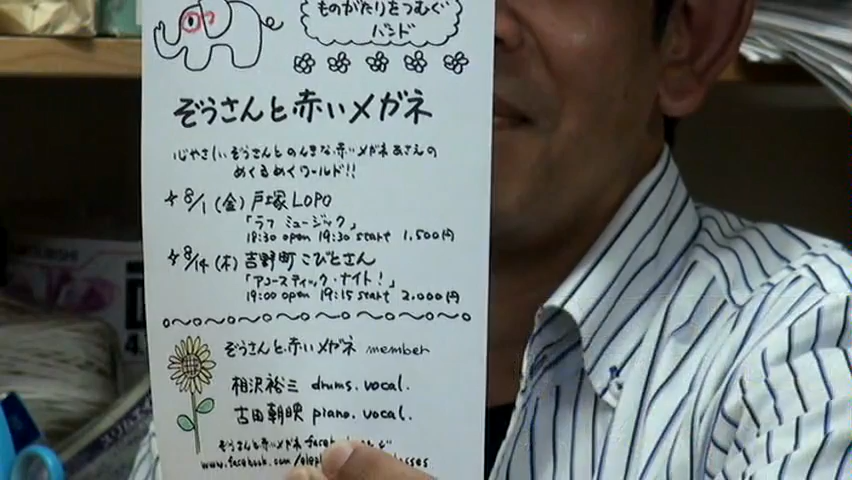 ものがたりをつむぐ
バンド
ぞうさんと赤いメガネ
心やさしいぞうさんとのんきな赤いメガネおさえの
めくるめくワールド!!
☆8/1(金)戸塚LOPO
「ラフ ミュージック」
18:30 open 19:30 start 1.500円
☆8/14(木)吉野町 こびとさん
「アコースティック・ナイト!」
19:00 open 19:15 start 2.000円
ぞうさんと赤いメガネ member
相沢裕三 drums. vocal.
古田朝映 piano. vocal.
ぞうさんと赤いメガネ
www.facebook.com/